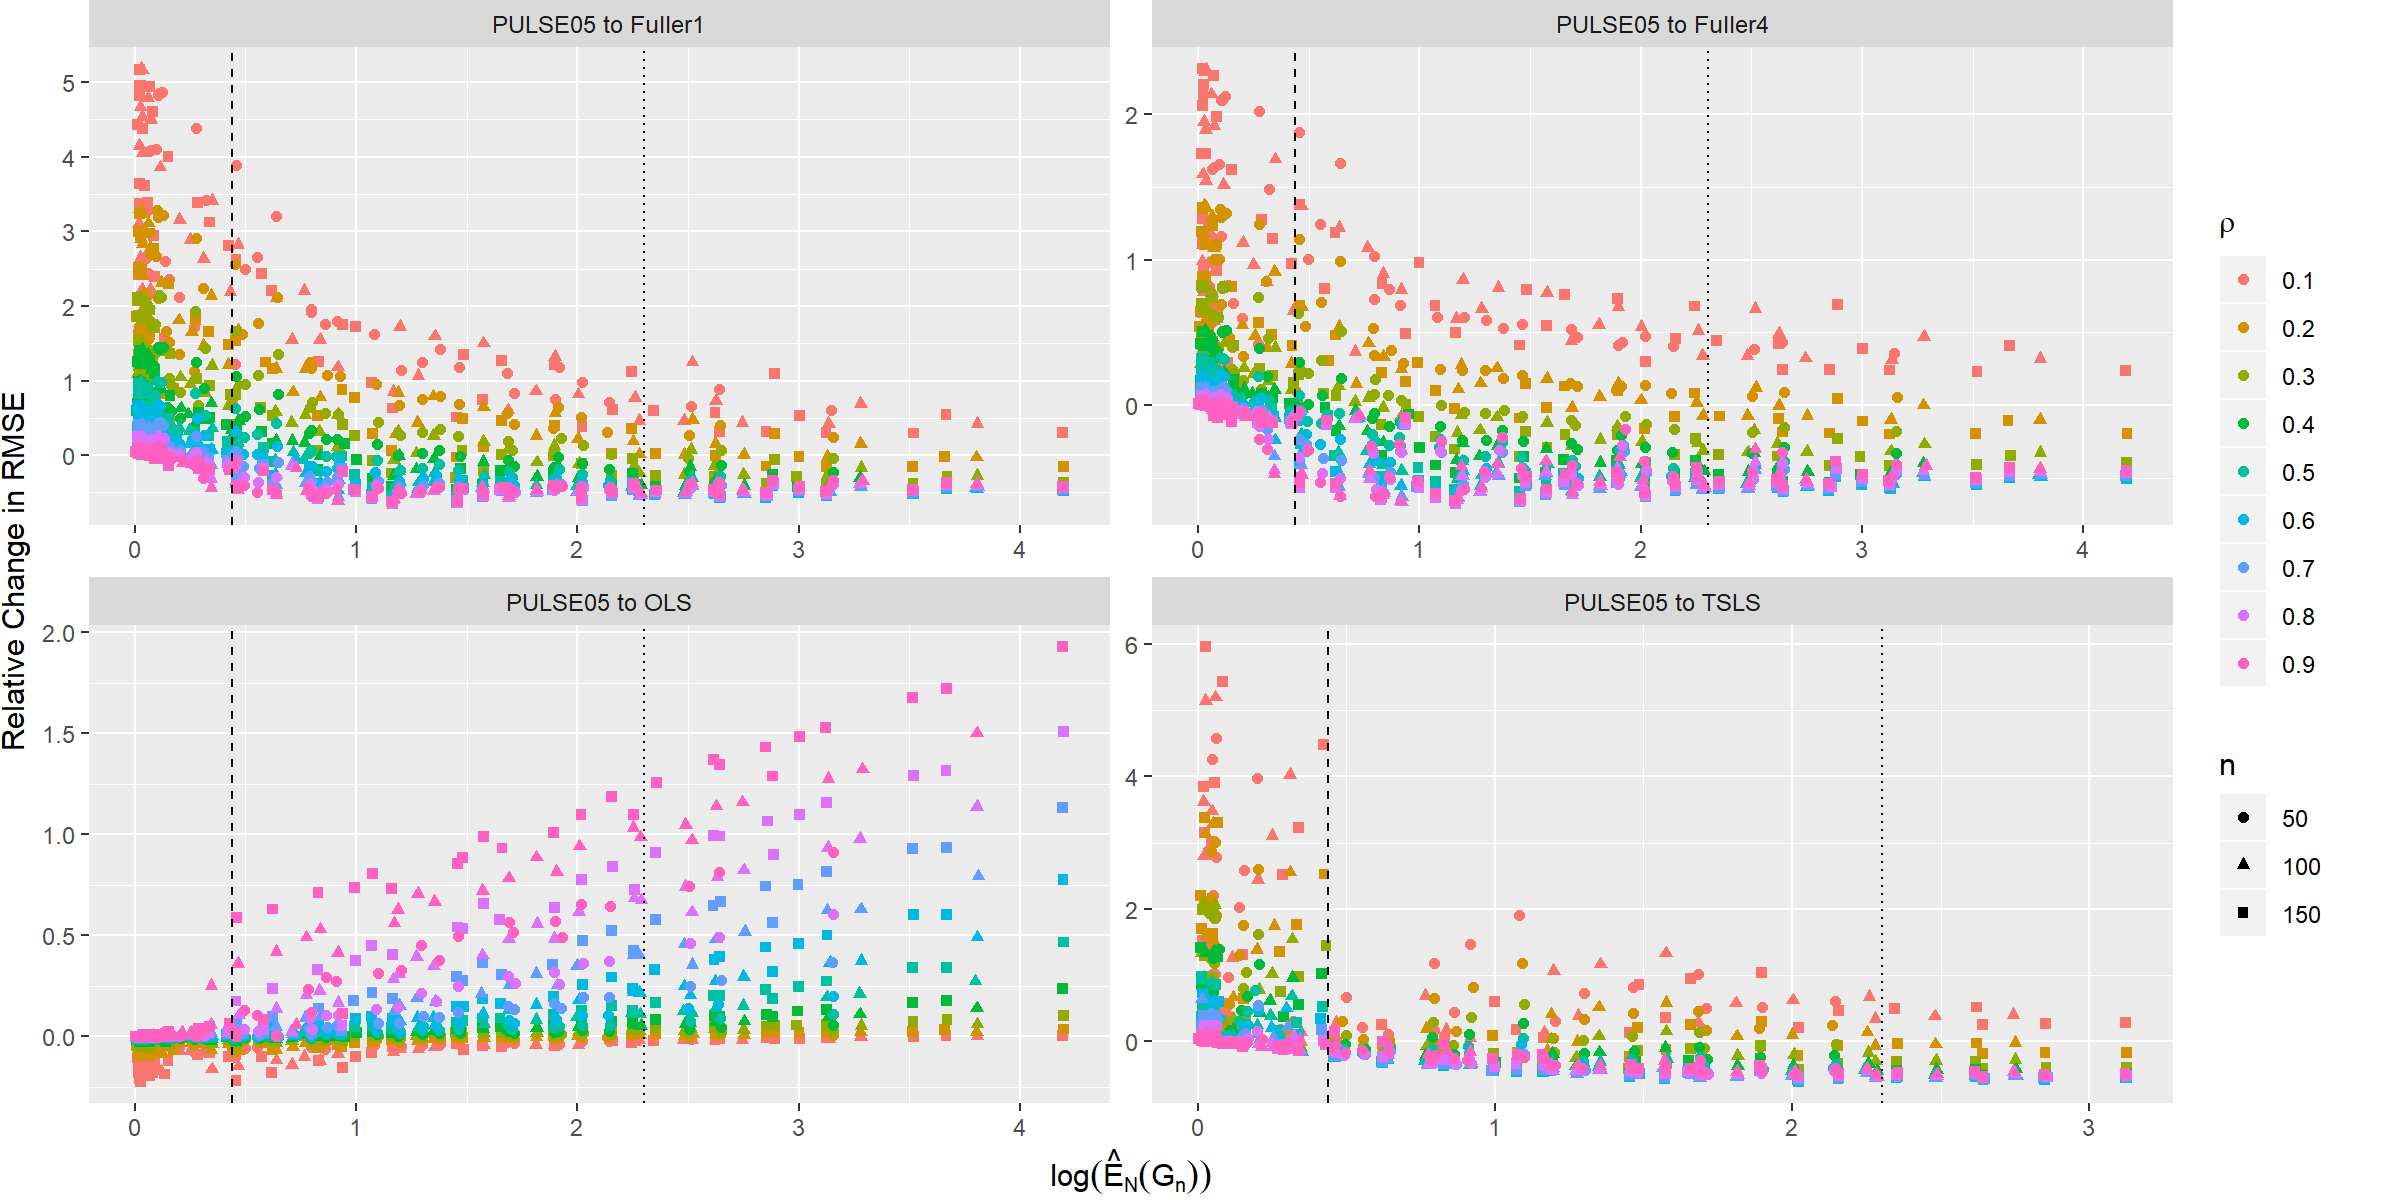 PULSE05 to Fuller1
PULSE05 to Fuller4
5
4
3
2
1
0
0 1 2 3 4
2
1
0
0 1 2 3 4
PULSE05 to OLS
PULSE05 to TSLS
2.0
1.5
1.0
0.5
0.0
0 1 2 3 4
6
4
2
0
0 1 2 3
Relative Change in RMSE
log(Ê_N(G_n))
ρ
0.1
0.2
0.3
0.4
0.5
0.6
0.7
0.8
0.9
n
50
100
150